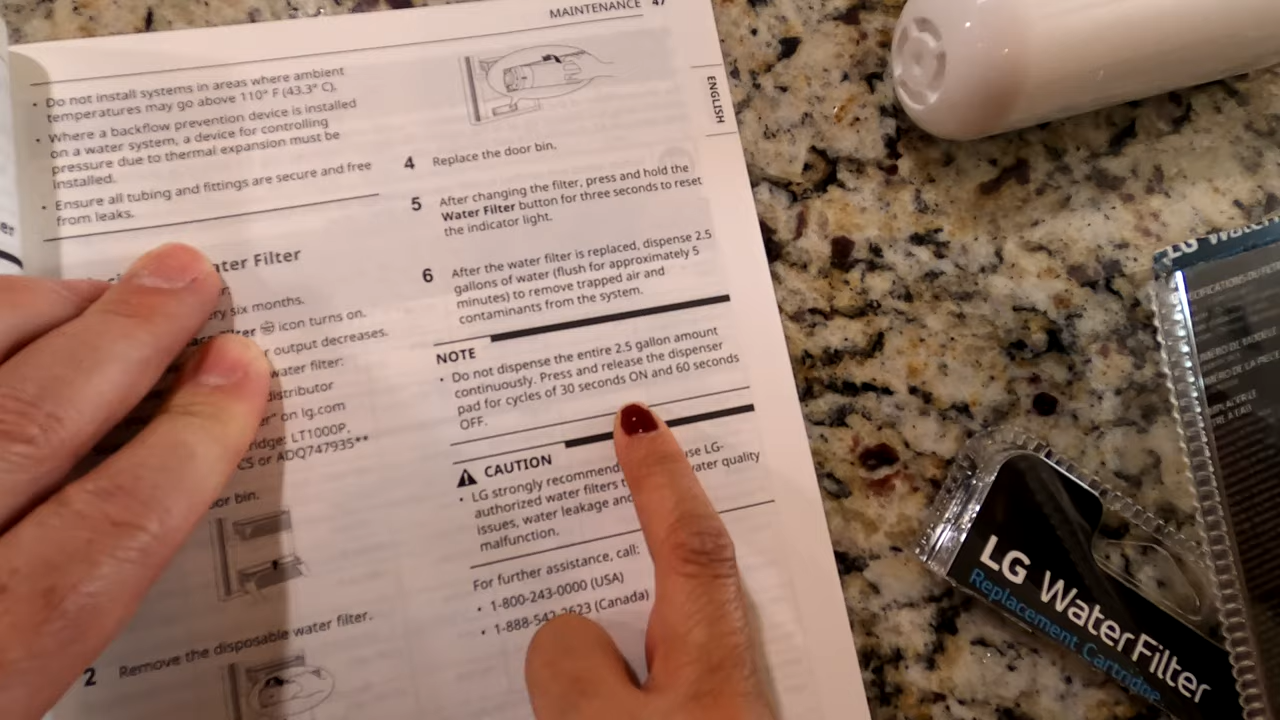 MAINTENANCE 47
• Do not install systems in areas where ambient
temperatures may go above 110° F (43.3° C).
• Where a backflow prevention device is installed
on a water system, a device for controlling
pressure due to thermal expansion must be
installed.
• Ensure all tubing and fittings are secure and free
from leaks.
ater Filter
ry six months.
icon turns on.
r output decreases.
water filter:
distributor
er" on lg.com
ridge: LT1000P,
CS or ADQ747935**
or bin.
2 Remove the disposable water filter.
4 Replace the door bin.
5 After changing the filter, press and hold the
Water Filter button for three seconds to reset
the indicator light.
6 After the water filter is replaced, dispense 2.5
gallons of water (flush for approximately 5
minutes) to remove trapped air and
contaminants from the system.
NOTE
• Do not dispense the entire 2.5 gallon amount
continuously. Press and release the dispenser
pad for cycles of 30 seconds ON and 60 seconds
OFF.
CAUTION
• LG strongly recommend use LG-
authorized water filters t water quality
issues, water leakage and
malfunction.
For further assistance, call:
• 1-800-243-0000 (USA)
• 1-888-542-2623 (Canada)
ENGLISH
LG Water
LG WaterFilter
Replacement Cartridge